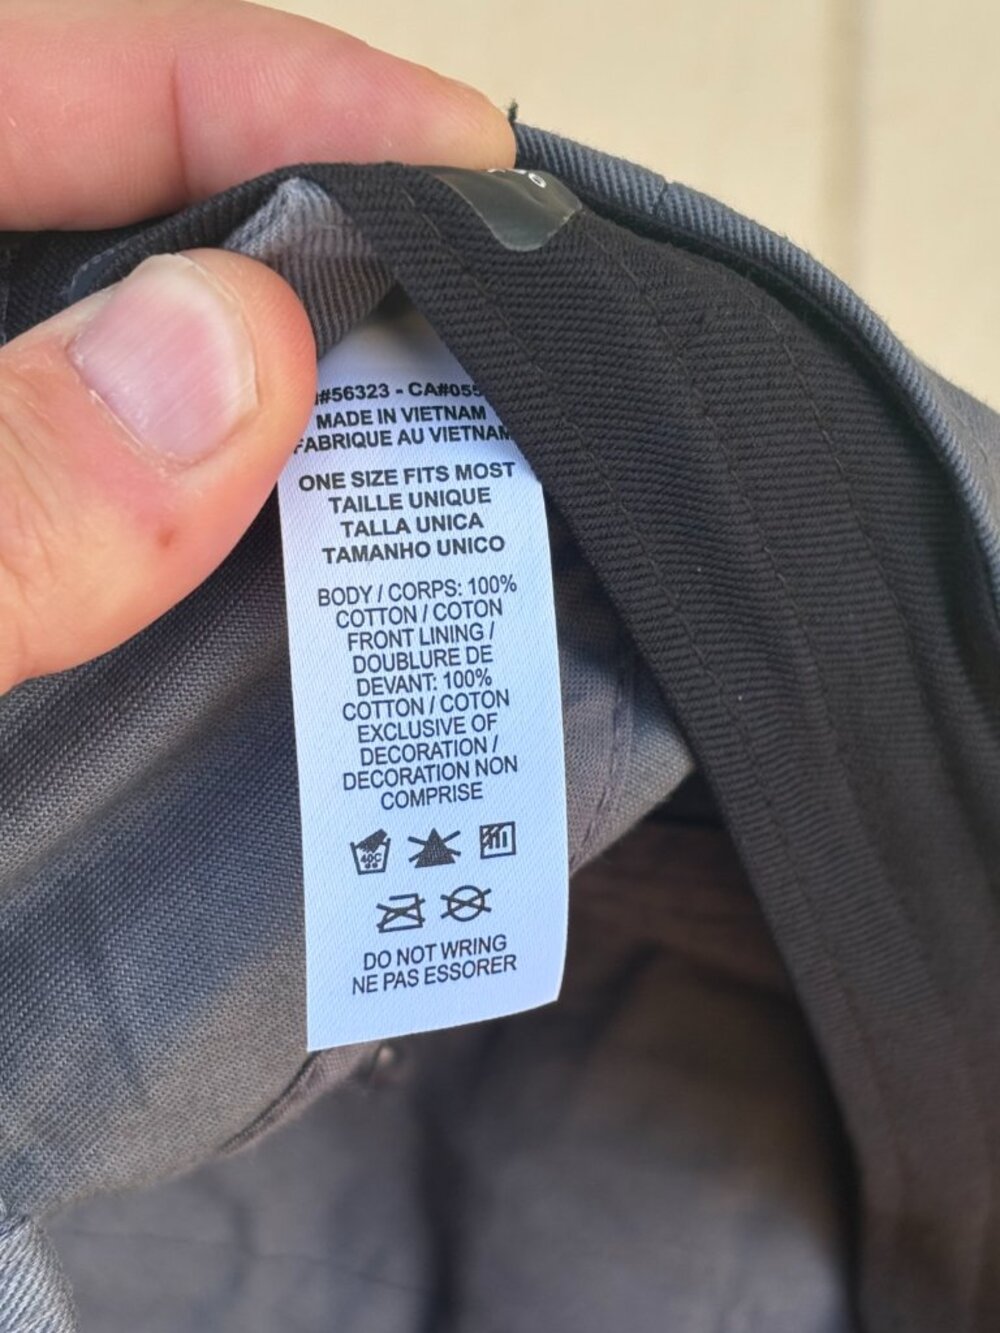 #56323 - CA#055
MADE IN VIETNAM
FABRIQUE AU VIETNAM
ONE SIZE FITS MOST
TAILLE UNIQUE
TALLA UNICA
TAMANHO UNICO
BODY / CORPS: 100%
COTTON / COTON
FRONT LINING /
DOUBLURE DE
DEVANT: 100%
COTTON / COTON
EXCLUSIVE OF
DECORATION /
DECORATION NON
COMPRISE
40C
DO NOT WRING
NE PAS ESSORER